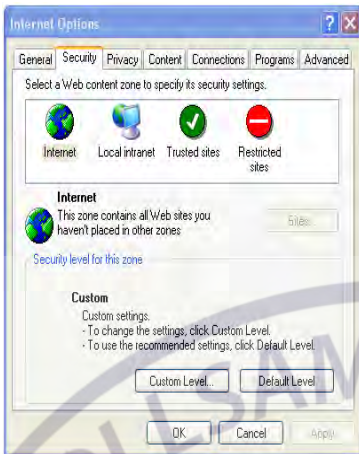 Internet Options
General Security Privacy Content Connections Programs Advanced
Select a Web content zone to specify its security settings.
Internet Local intranet Trusted sites Restricted sites
Internet
This zone contains all Web sites you
haven't placed in other zones
Sites...
Security level for this zone
Custom
Custom settings.
- To change the settings, click Custom Level.
- To use the recommended settings, click Default Level.
Custom Level... Default Level
OK Cancel Apply